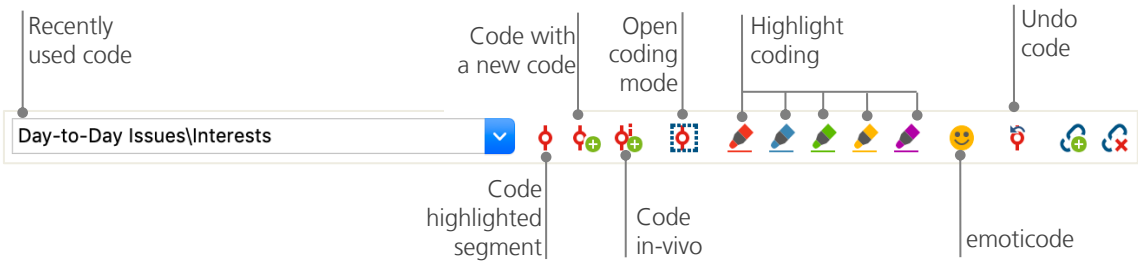 Recently
used code
Code with
a new code
Open
coding
mode
Highlight
coding
Undo
code
Day-to-Day Issues\Interests
Code
highlighted
segment
Code
in-vivo
emoticode